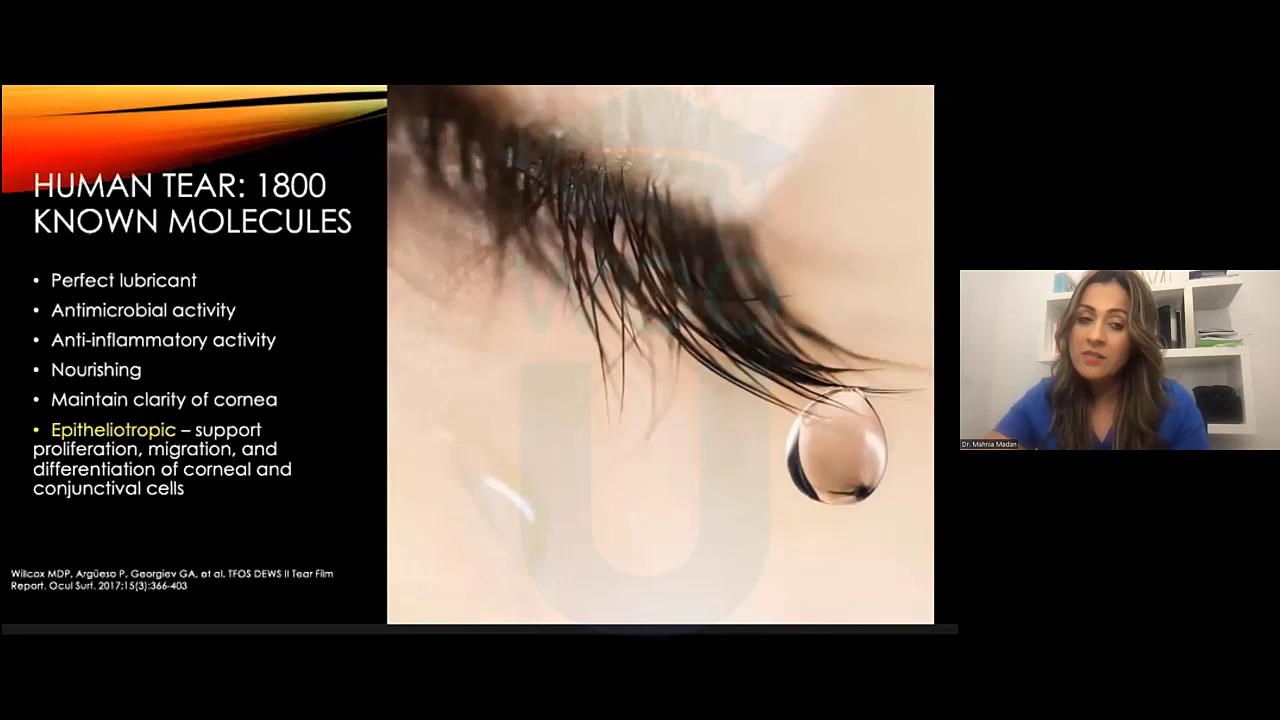 HUMAN TEAR: 1800
KNOWN MOLECULES
• Perfect lubricant
• Antimicrobial activity
• Anti-inflammatory activity
• Nourishing
• Maintain clarity of cornea
• Epitheliotropic – support
proliferation, migration, and
differentiation of corneal and
conjunctival cells
Willcox MDP, Argüeso P, Georgiev GA, et al. TFOS DEWS II Tear Film
Report. Ocul Surf. 2017;15(3):366-403
Dr. Mahnia Madan